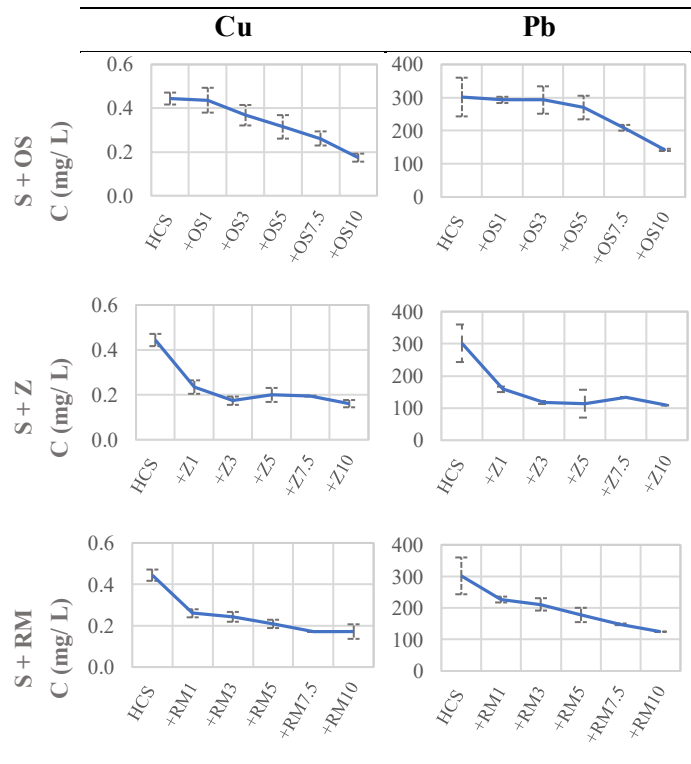 Cu
Pb
S + OS
C (mg/ L)
0.6
0.4
0.2
0.0
HCS
+OS1
+OS3
+OS5
+OS7.5
+OS10
400
300
200
100
0
HCS
+OS1
+OS3
+OS5
+OS7.5
+OS10
S + Z
C (mg/ L)
0.6
0.4
0.2
0.0
HCS
+Z1
+Z3
+Z5
+Z7.5
+Z10
400
300
200
100
0
HCS
+Z1
+Z3
+Z5
+Z7.5
+Z10
S + RM
C (mg/ L)
0.6
0.4
0.2
0.0
HCS
+RM1
+RM3
+RM5
+RM7.5
+RM10
400
300
200
100
0
HCS
+RM1
+RM3
+RM5
+RM7.5
+RM10